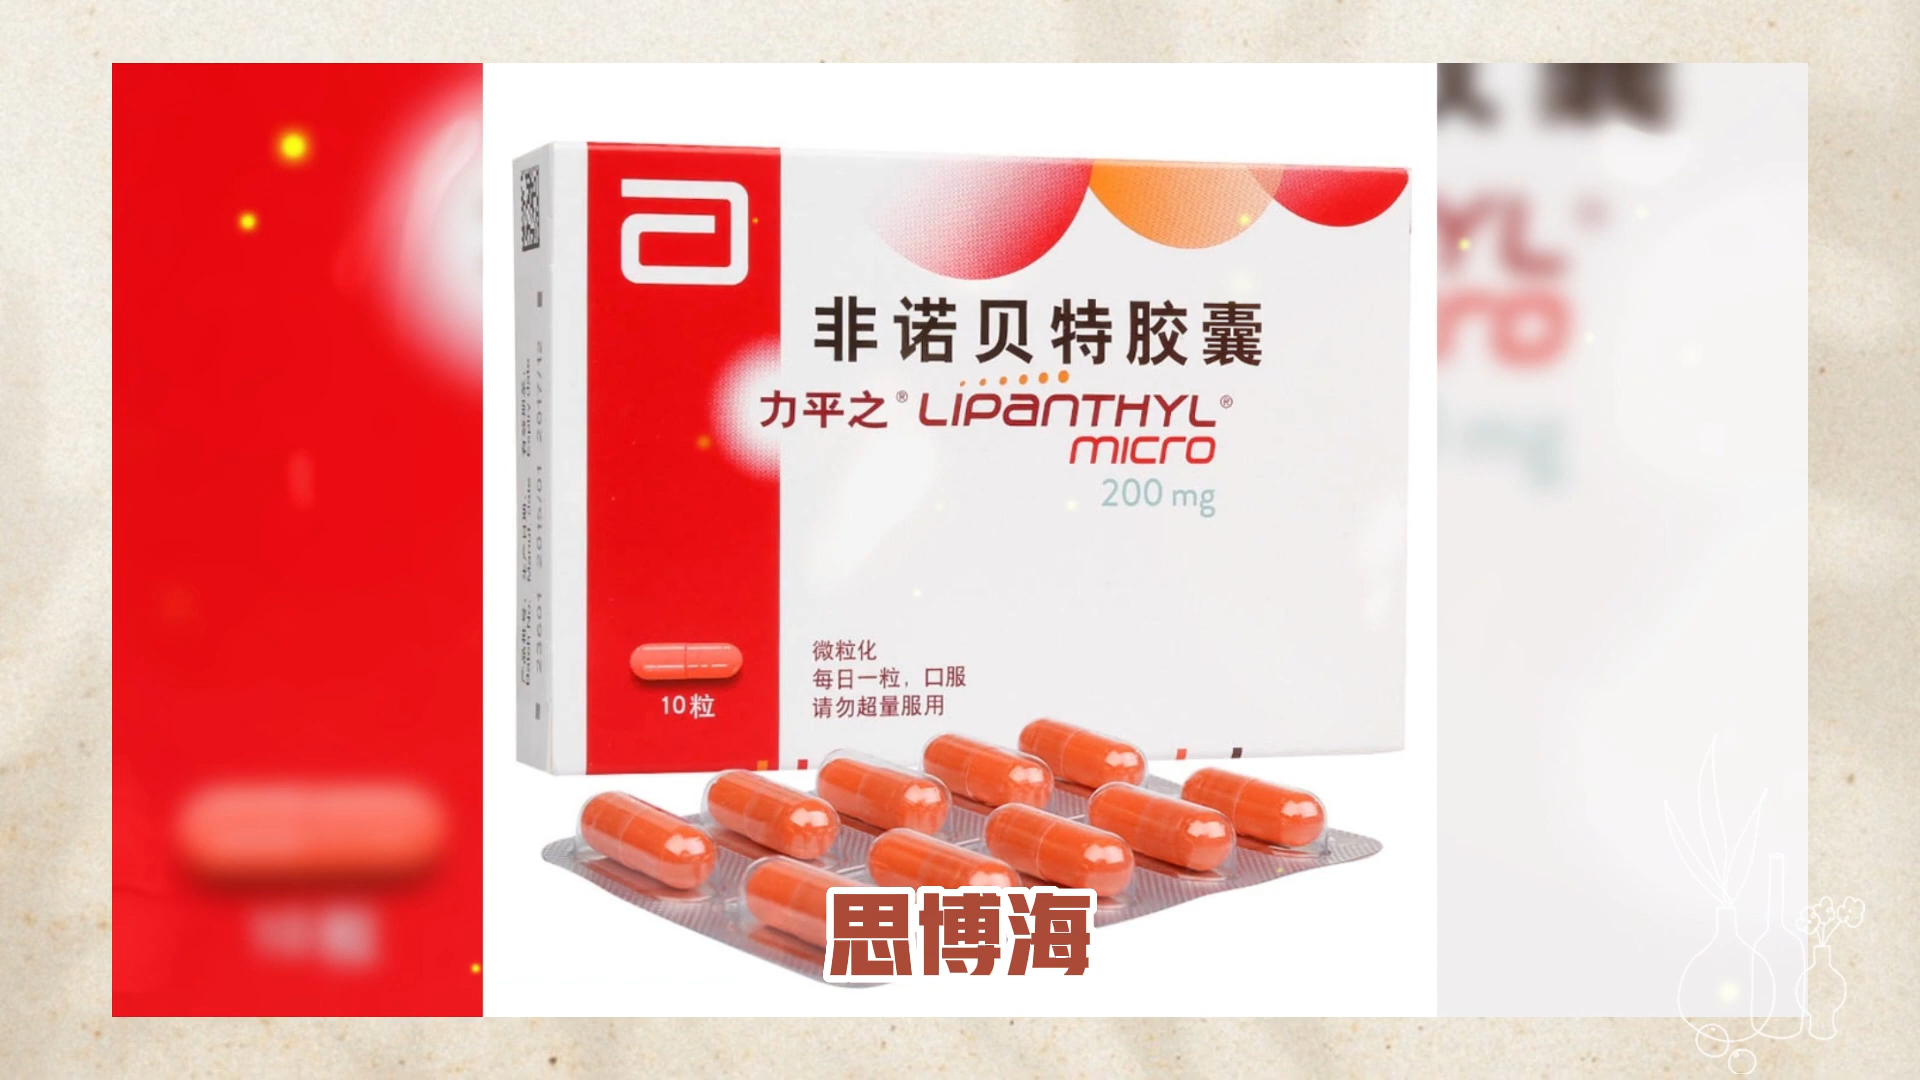 非诺贝特胶囊
力平之® LIPANTHYL®
micro
200 mg
微粒化
每日一粒，口服
请勿超量服用
10粒
思博海